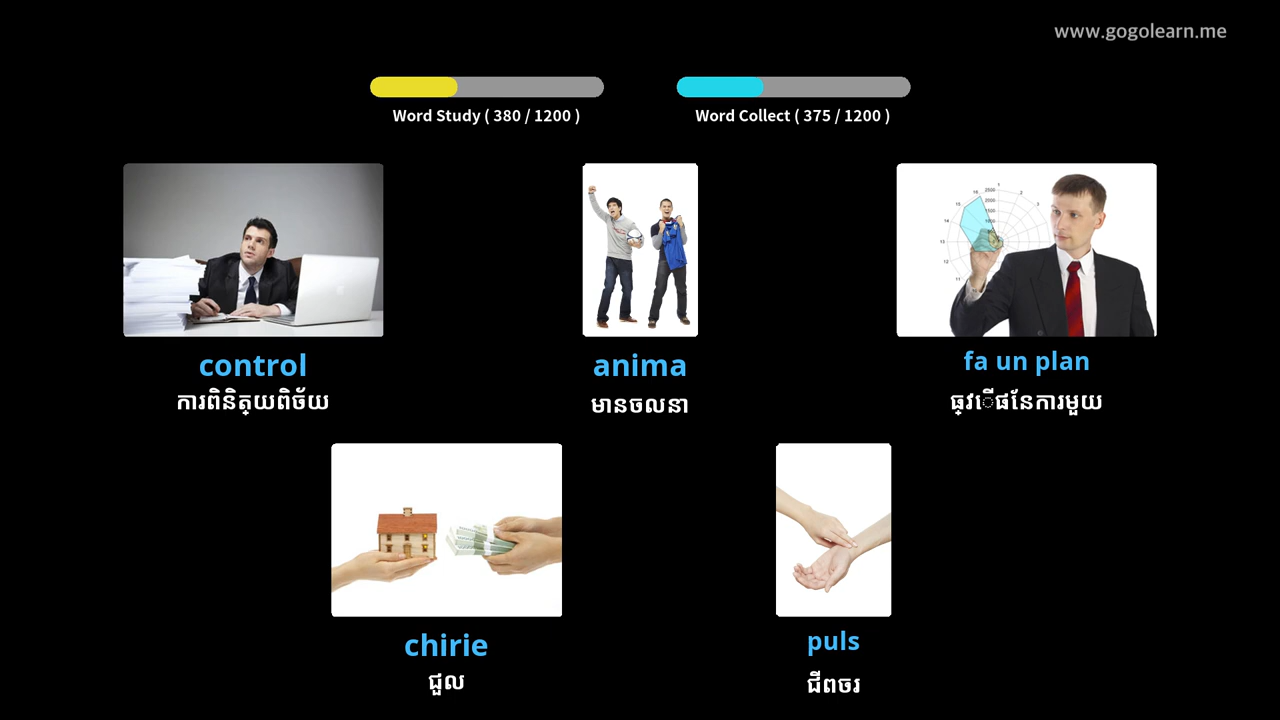 www.gogolearn.me
Word Study ( 380 / 1200 )
Word Collect ( 375 / 1200 )
control
ការពិនិត្យពិច័យ
anima
មានចលនា
fa un plan
ធ្វេីផនែការមួយ
chirie
ជួល
puls
ជីពចរ